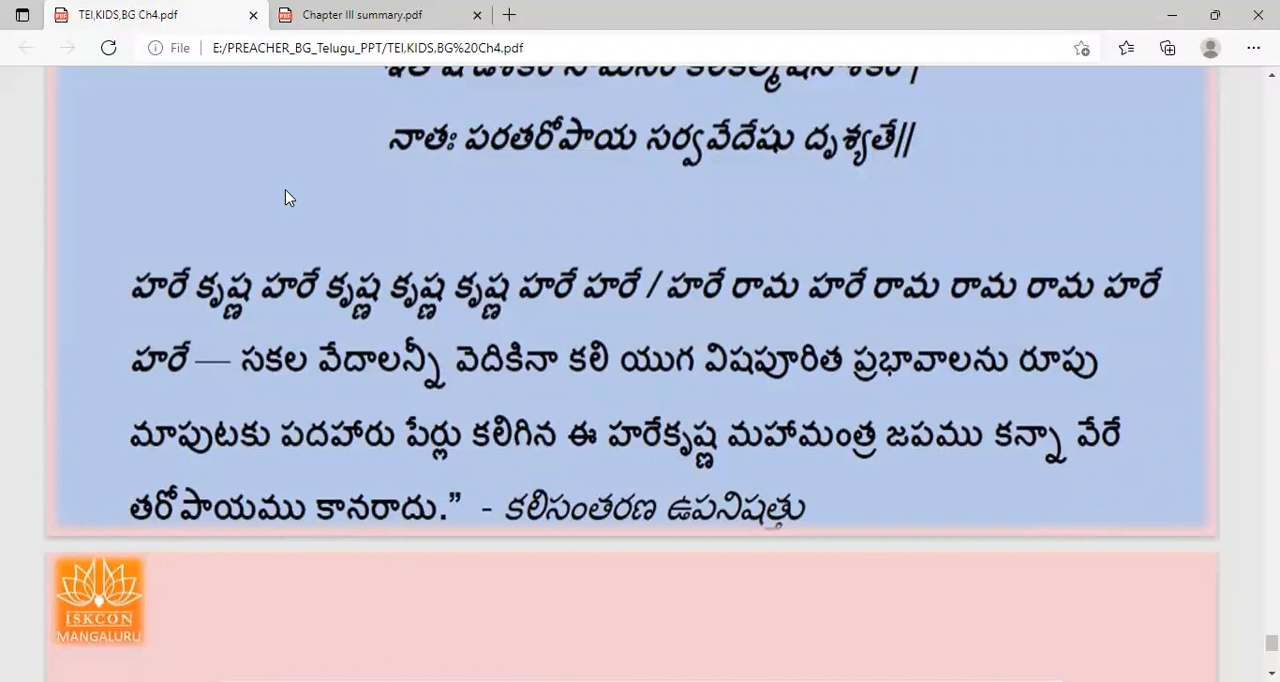 TEI,KIDS,BG Ch4.pdf
Chapter III summary.pdf
File
E:/PREACHER_BG_Telugu_PPT/TEI,KIDS,BG%20Ch4.pdf
నాతః పరతరోపాయ సర్వవేదేషు దృశ్యతే||
హరే కృష్ణ హరే కృష్ణ కృష్ణ కృష్ణ హరే హరే / హరే రామ హరే రామ రామ రామ హరే
హరే — సకల వేదాలన్నీ వెదికినా కలి యుగ విషపూరిత ప్రభావాలను రూపు
మాపుటకు పదహారు పేర్లు కలిగిన ఈ హరేకృష్ణ మహామంత్ర జపము కన్నా వేరే
తరోపాయము కానరాదు.” - కలిసంతరణ ఉపనిషత్తు
ISKCON
MANGALURU